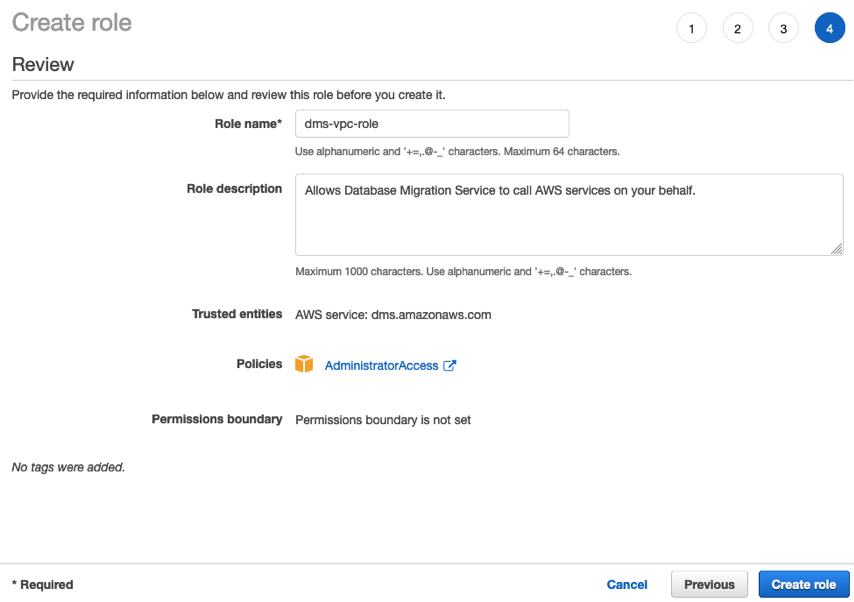 Create role
1 2 3 4
Review
Provide the required information below and review this role before you create it.
Role name* dms-vpc-role
Use alphanumeric and '+=,.@-_' characters. Maximum 64 characters.
Role description Allows Database Migration Service to call AWS services on your behalf.
Maximum 1000 characters. Use alphanumeric and '+=,.@-_' characters.
Trusted entities AWS service: dms.amazonaws.com
Policies AdministratorAccess
Permissions boundary Permissions boundary is not set
No tags were added.
* Required Cancel Previous Create role